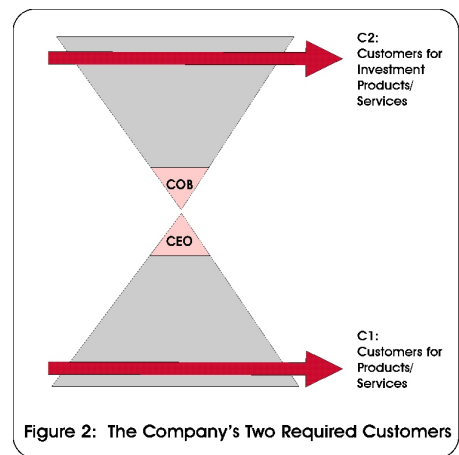 C2:
Customers for
Investment
Products/
Services
COB
CEO
C1:
Customers for
Products/
Services
Figure 2: The Company's Two Required Customers